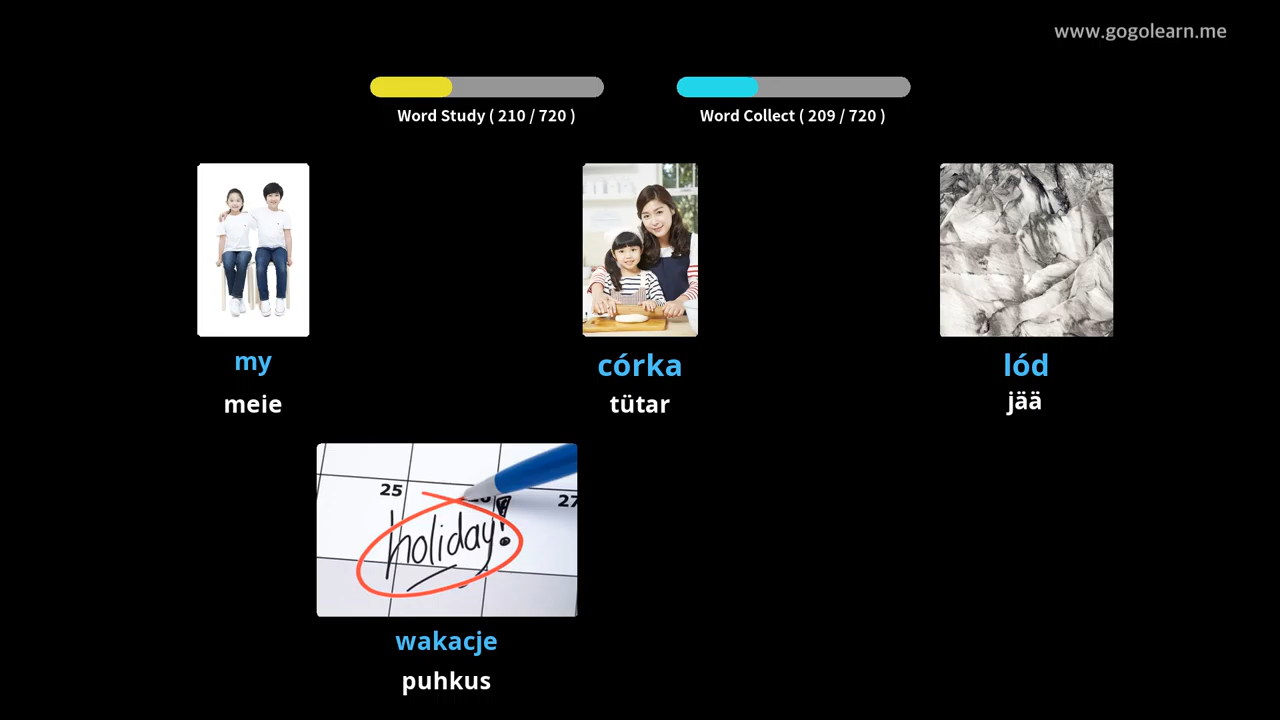 www.gogolearn.me
Word Study ( 210 / 720 )
Word Collect ( 209 / 720 )
my
meie
córka
tütar
lód
jää
25
27
holiday!
wakacje
puhkus